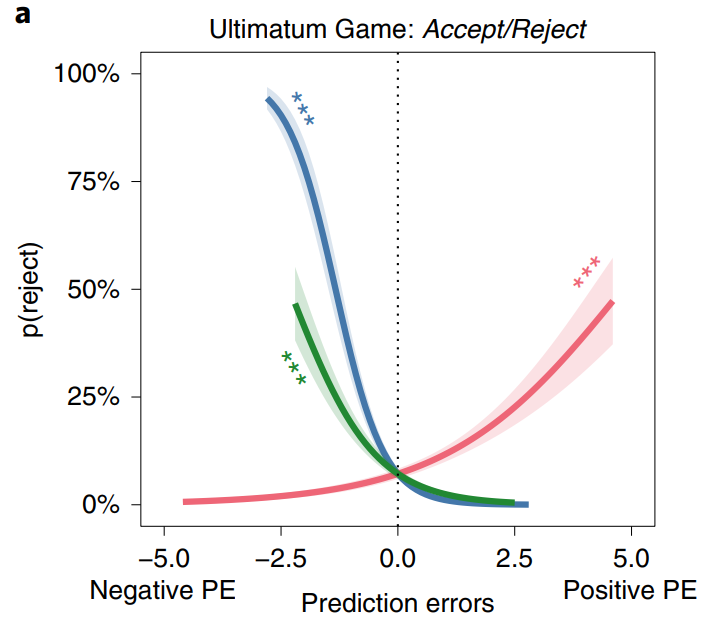 a
Ultimatum Game: Accept/Reject
100%
75%
50%
25%
0%
p(reject)
***
***
***
−5.0 −2.5 0.0 2.5 5.0
Negative PE Positive PE
Prediction errors